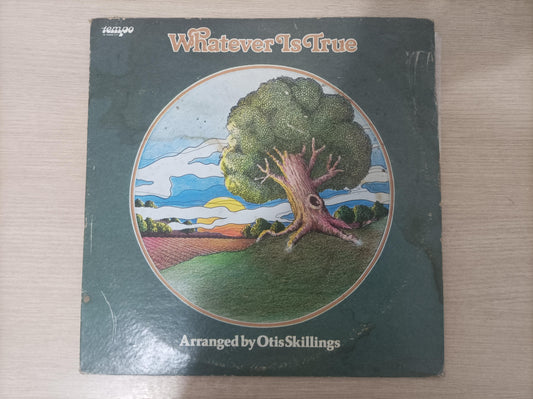 tempo
Whatever Is True
Arranged by Otis Skillings